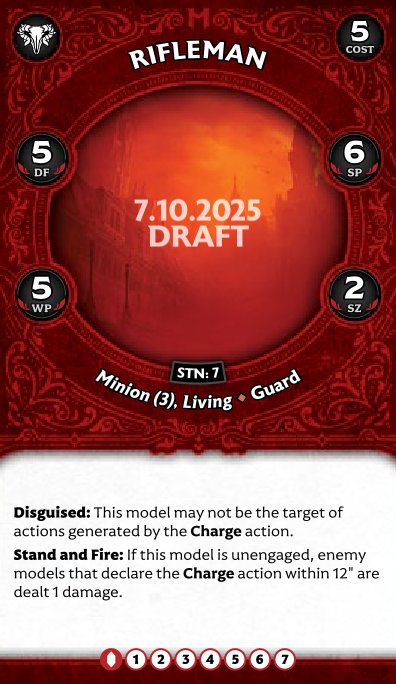 RIFLEMAN
5
COST
5
DF
6
SP
7.10.2025
DRAFT
5
WP
2
SZ
STN: 7
Minion (3), Living ♦ Guard
Disguised: This model may not be the target of
actions generated by the Charge action.
Stand and Fire: If this model is unengaged, enemy
models that declare the Charge action within 12" are
dealt 1 damage.
1 2 3 4 5 6 7